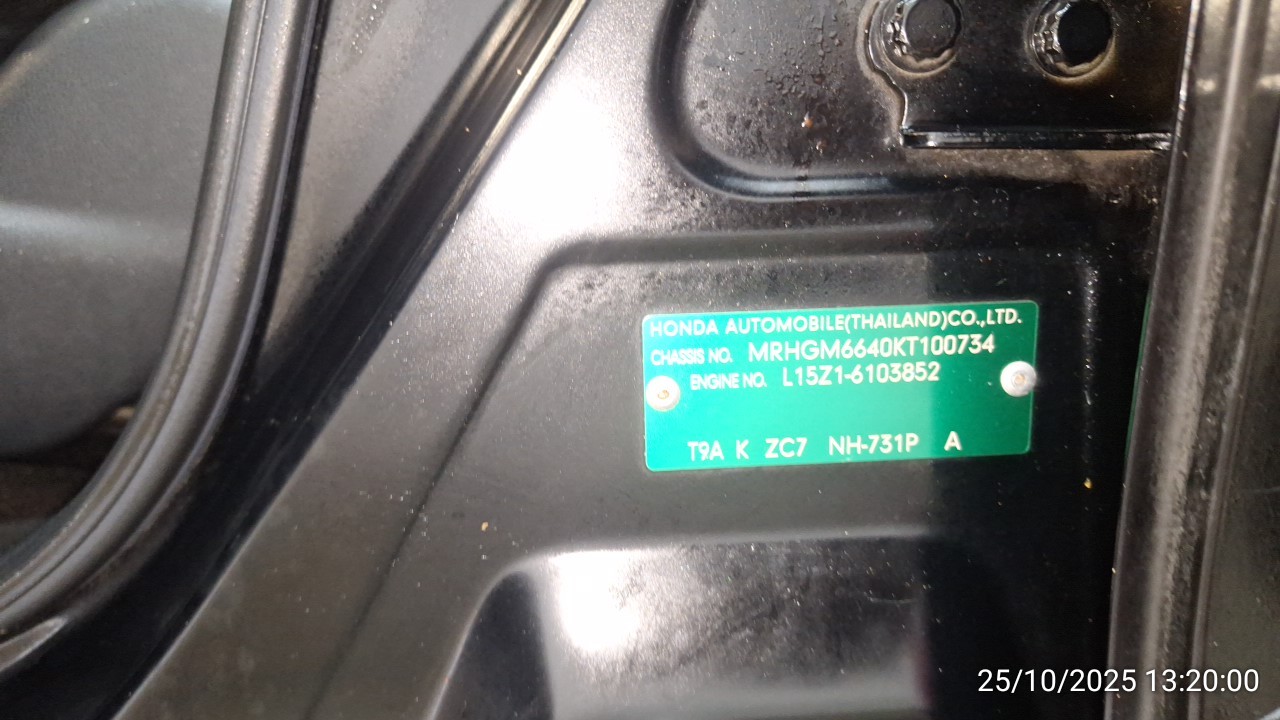 HONDA AUTOMOBILE(THAILAND)CO.,LTD.
CHASSIS NO. MRHGM6640KT100734
ENGINE NO. L15Z1-6103852
T9A K ZC7 NH-731P A
25/10/2025 13:20:00